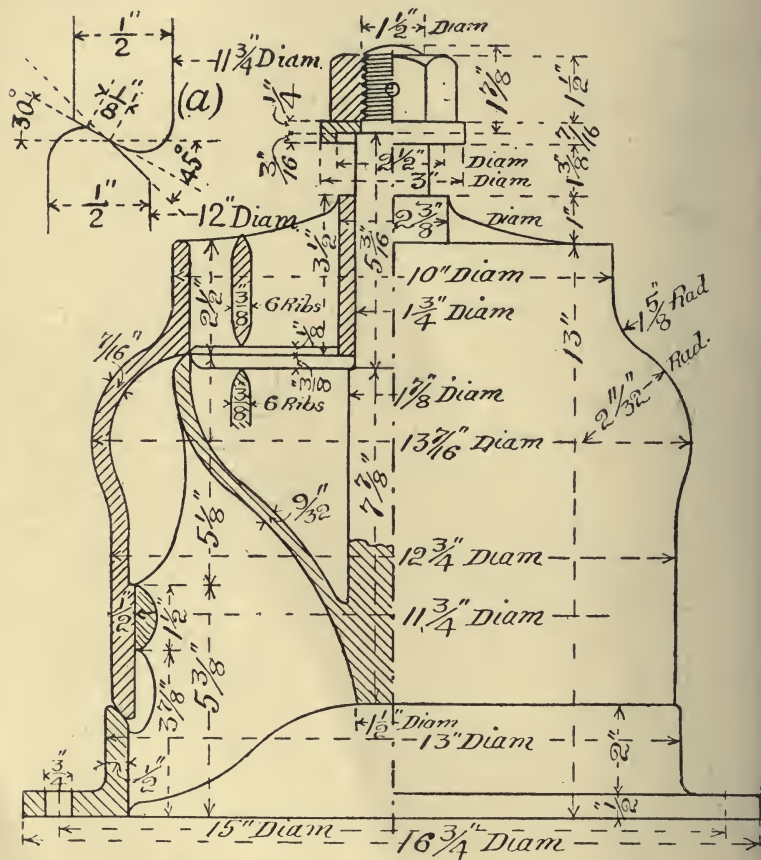 1 1/2" Diam
1/2"
11 3/4" Diam.
(a)
1/8"
30°
45°
1/2"
12" Diam
1/4"
3/16"
1 7/8"
1 1/2"
7/16"
1 3/8"
1"
2 1/2" Diam
3" Diam
2 3/8" Diam
3 1/2"
5 3/16"
2 1/2"
3/8"
6 Ribs
10" Diam
1 3/4" Diam
1 5/8" Rad
13"
1/8"
3/8"
7/16"
3/8"
6 Ribs
1 7/8" Diam
2 11/32" Rad.
13 7/16" Diam
7 7/8"
5 1/8"
9/32"
12 3/4" Diam
1/2"
1 1/2"
11 3/4" Diam
3 7/8"
5 3/8"
1 1/2" Diam
13" Diam
2"
3/4"
1/2"
1/2"
15" Diam
16 3/4" Diam